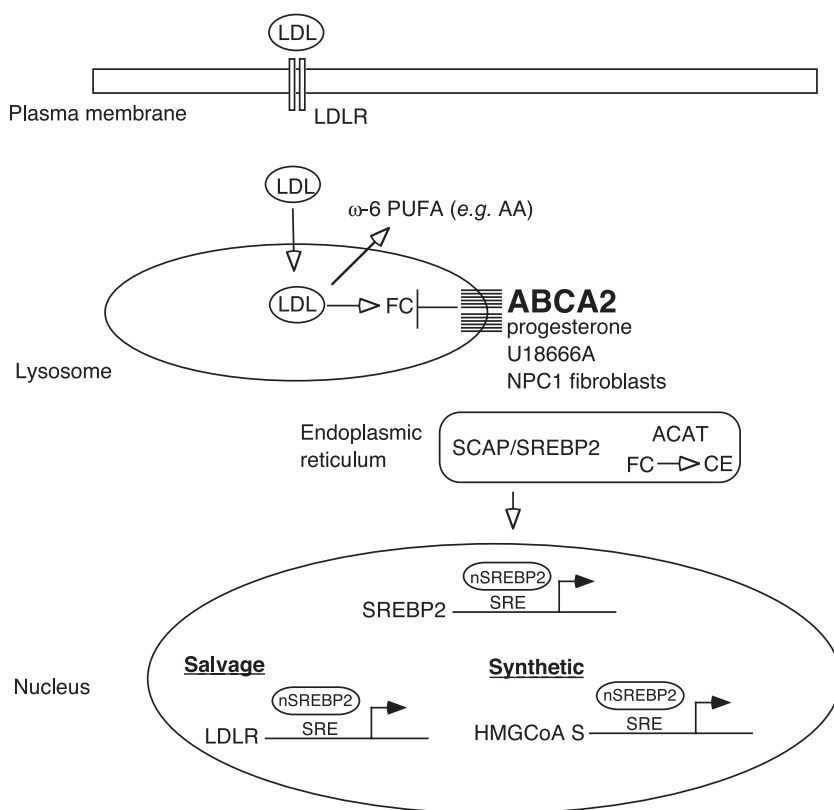 LDL
Plasma membrane
LDLR
LDL
ω-6 PUFA (e.g. AA)
LDL
FC
ABCA2
progesterone
U18666A
NPC1 fibroblasts
Lysosome
Endoplasmic
reticulum
SCAP/SREBP2
ACAT
FC
CE
nSREBP2
SREBP2
SRE
Salvage
Synthetic
Nucleus
nSREBP2
LDLR
SRE
nSREBP2
HMGCoA S
SRE